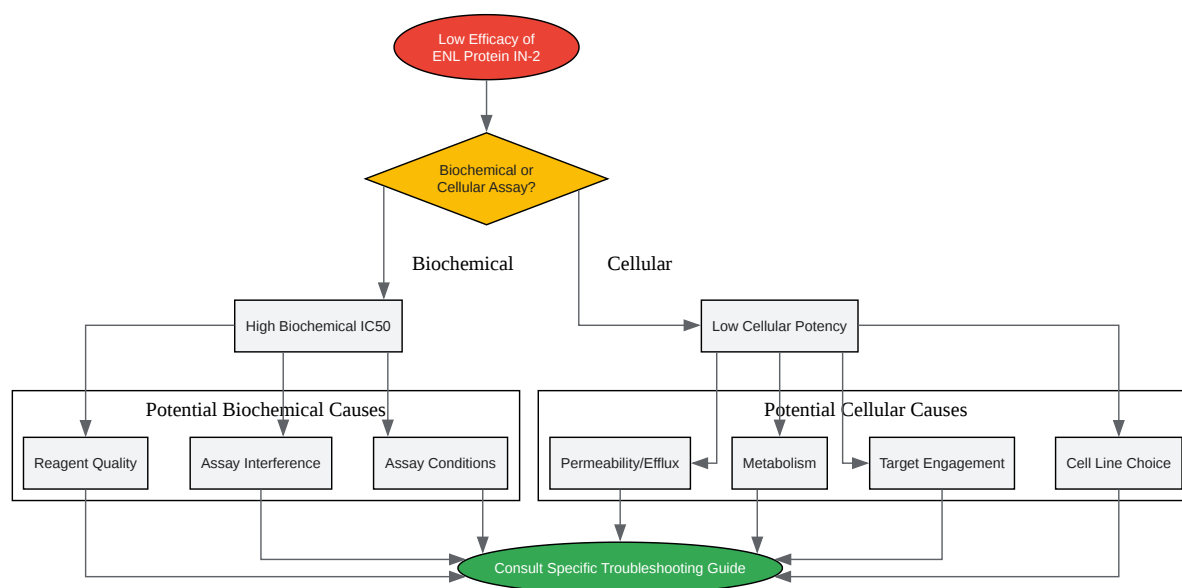 Low Efficacy of
ENL Protein IN-2
Biochemical or
Cellular Assay?
Biochemical
Cellular
High Biochemical IC50
Low Cellular Potency
Potential Biochemical Causes
Potential Cellular Causes
Reagent Quality
Assay Interference
Assay Conditions
Permeability/Efflux
Metabolism
Target Engagement
Cell Line Choice
Consult Specific Troubleshooting Guide